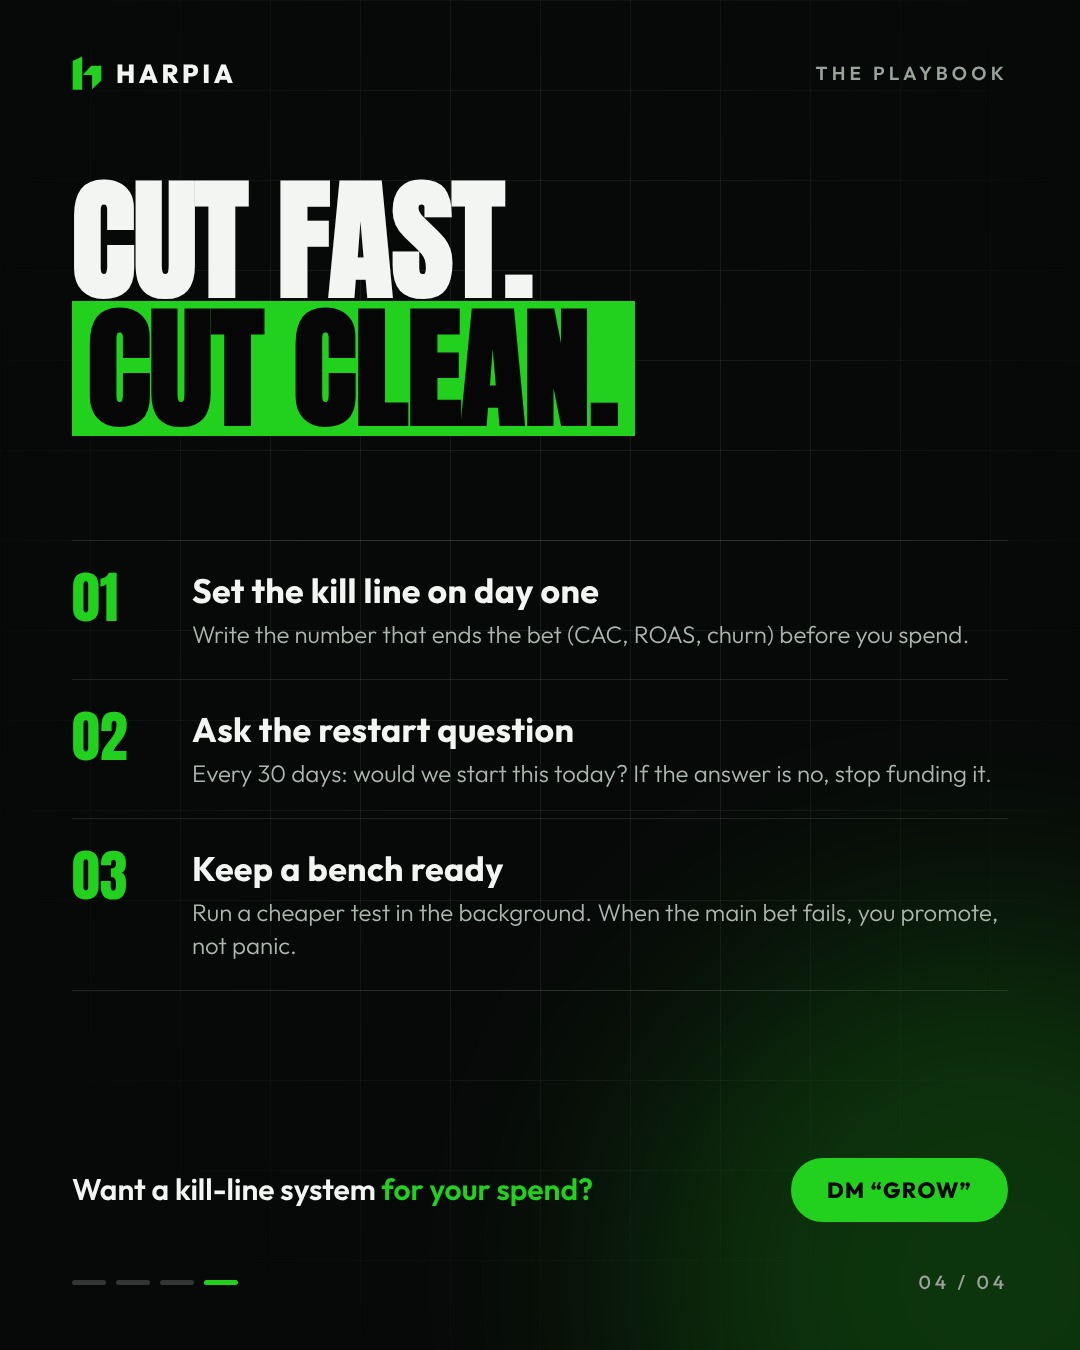 HARPIA
THE PLAYBOOK
CUT FAST.
CUT CLEAN.
01
Set the kill line on day one
Write the number that ends the bet (CAC, ROAS, churn) before you spend.
02
Ask the restart question
Every 30 days: would we start this today? If the answer is no, stop funding it.
03
Keep a bench ready
Run a cheaper test in the background. When the main bet fails, you promote,
not panic.
Want a kill-line system for your spend?
DM “GROW”
04 / 04